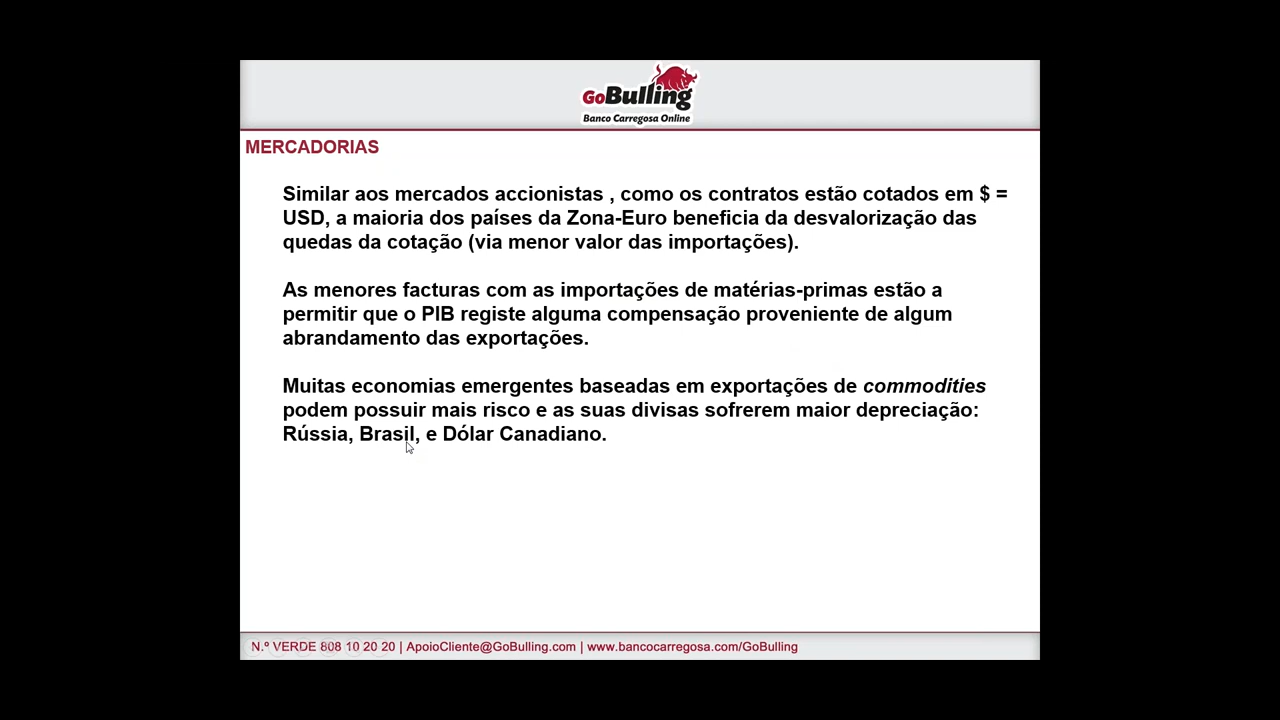 GoBulling
Banco Carregosa Online
MERCADORIAS
Similar aos mercados accionistas , como os contratos estão cotados em $ =
USD, a maioria dos países da Zona-Euro beneficia da desvalorização das
quedas da cotação (via menor valor das importações).
As menores facturas com as importações de matérias-primas estão a
permitir que o PIB registe alguma compensação proveniente de algum
abrandamento das exportações.
Muitas economias emergentes baseadas em exportações de commodities
podem possuir mais risco e as suas divisas sofrerem maior depreciação:
Rússia, Brasil, e Dólar Canadiano.
N.º VERDE 808 10 20 20 | ApoioCliente@GoBulling.com | www.bancocarregosa.com/GoBulling